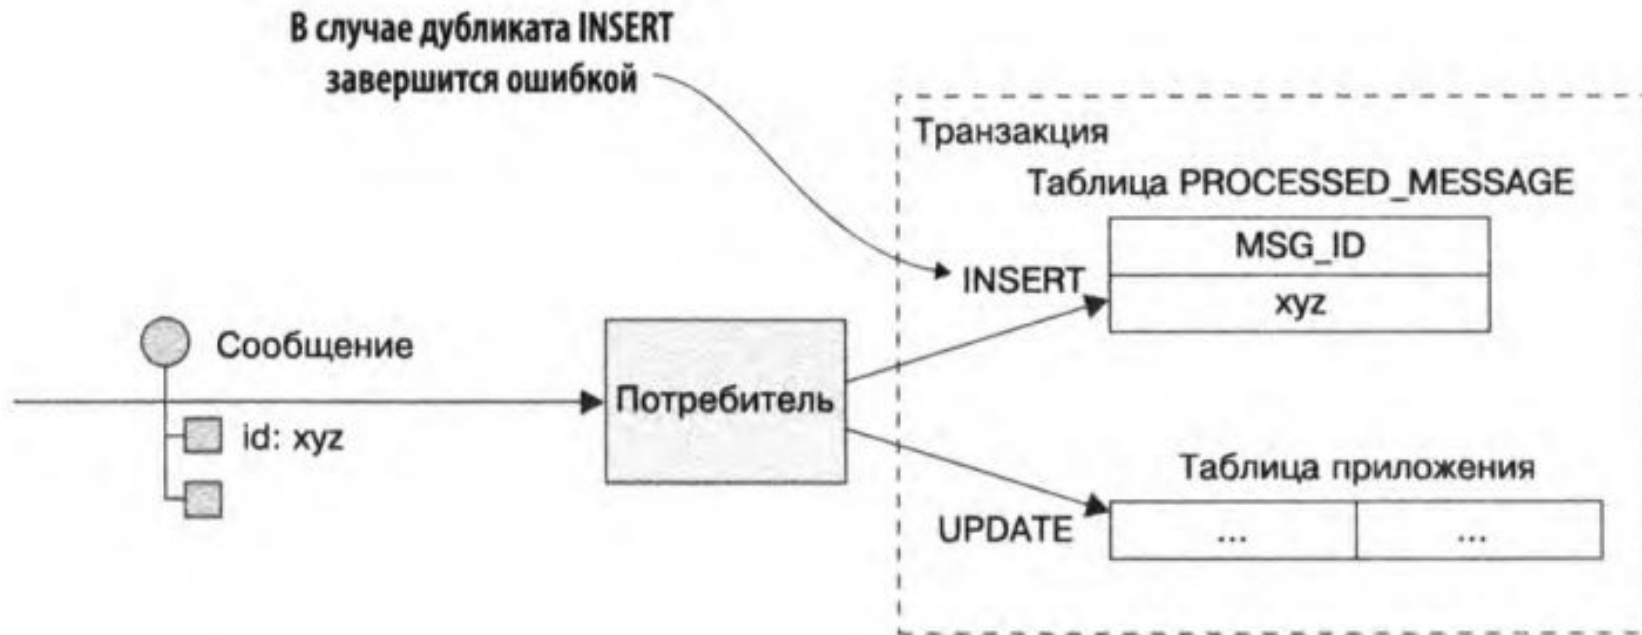 В случае дубликата INSERT
завершится ошибкой
Транзакция
Таблица PROCESSED_MESSAGE
MSG_ID
INSERT
xyz
Сообщение
Потребитель
id: xyz
Таблица приложения
UPDATE
...
...